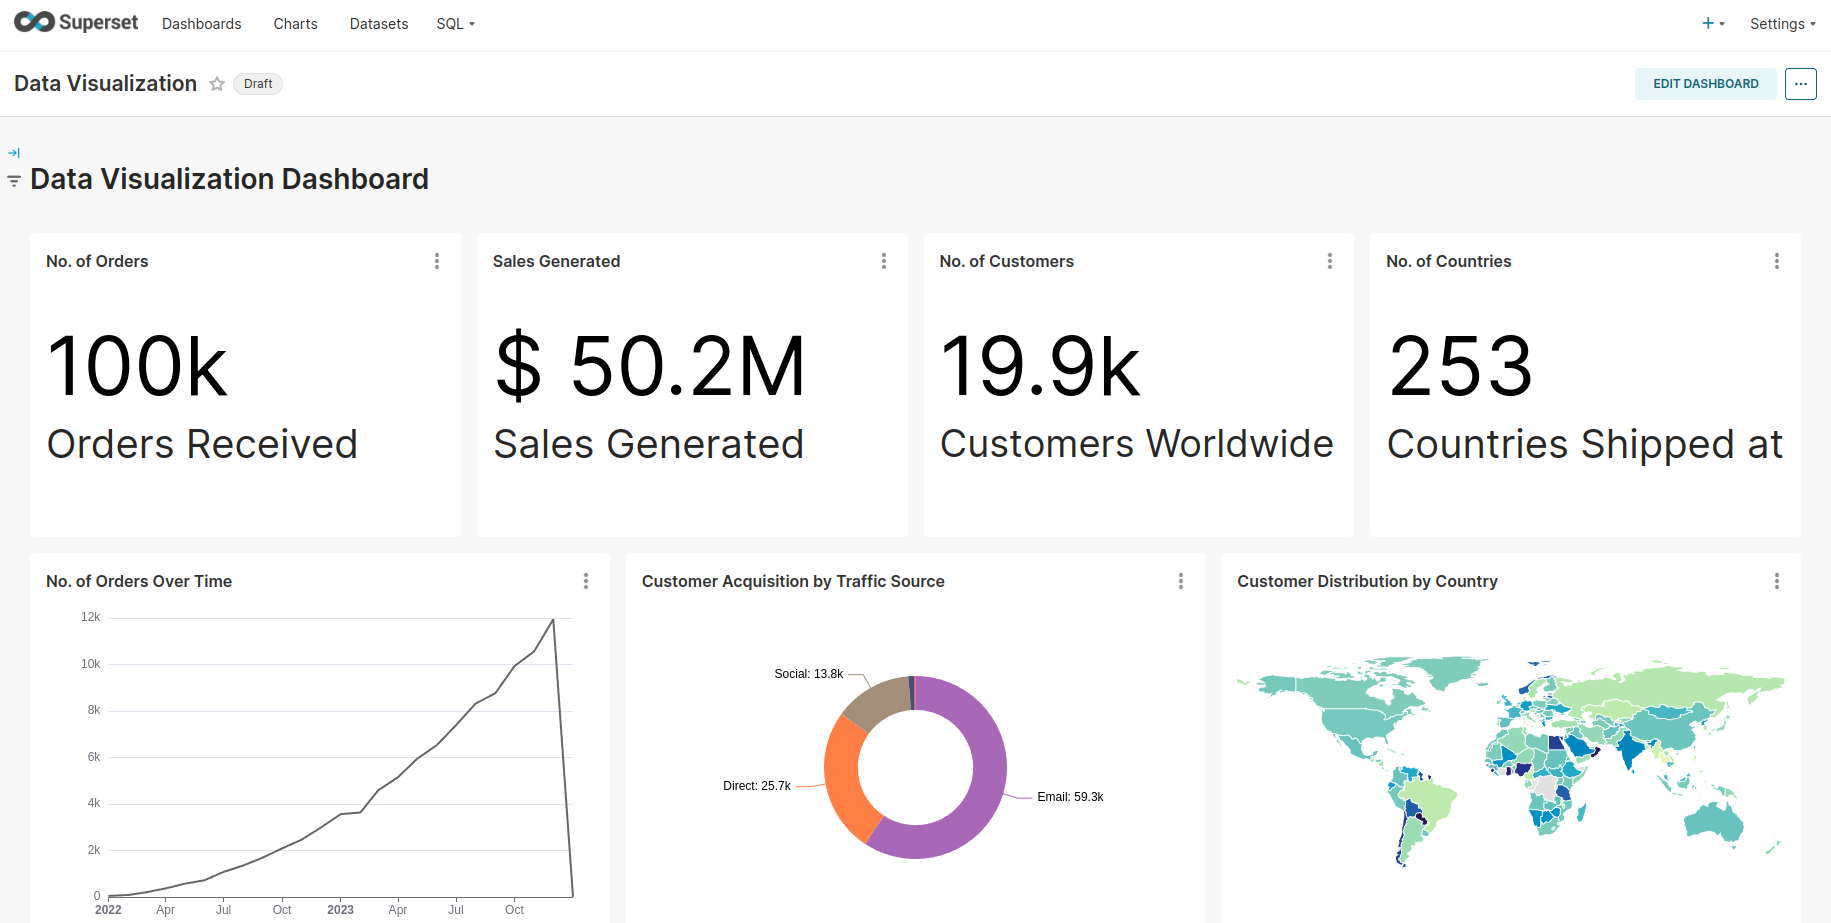 Superset
Dashboards Charts Datasets SQL Settings
Data Visualization Draft EDIT DASHBOARD ...
Data Visualization Dashboard
No. of Orders
100k
Orders Received
Sales Generated
$ 50.2M
Sales Generated
No. of Customers
19.9k
Customers Worldwide
No. of Countries
253
Countries Shipped at
No. of Orders Over Time
12k
10k
8k
6k
4k
2k
0
2022 Apr Jul Oct 2023 Apr Jul Oct
Customer Acquisition by Traffic Source
Social: 13.8k
Direct: 25.7k
Email: 59.3k
Customer Distribution by Country